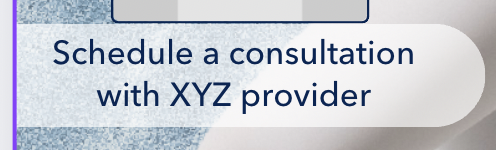 Schedule a consultation
with XYZ provider